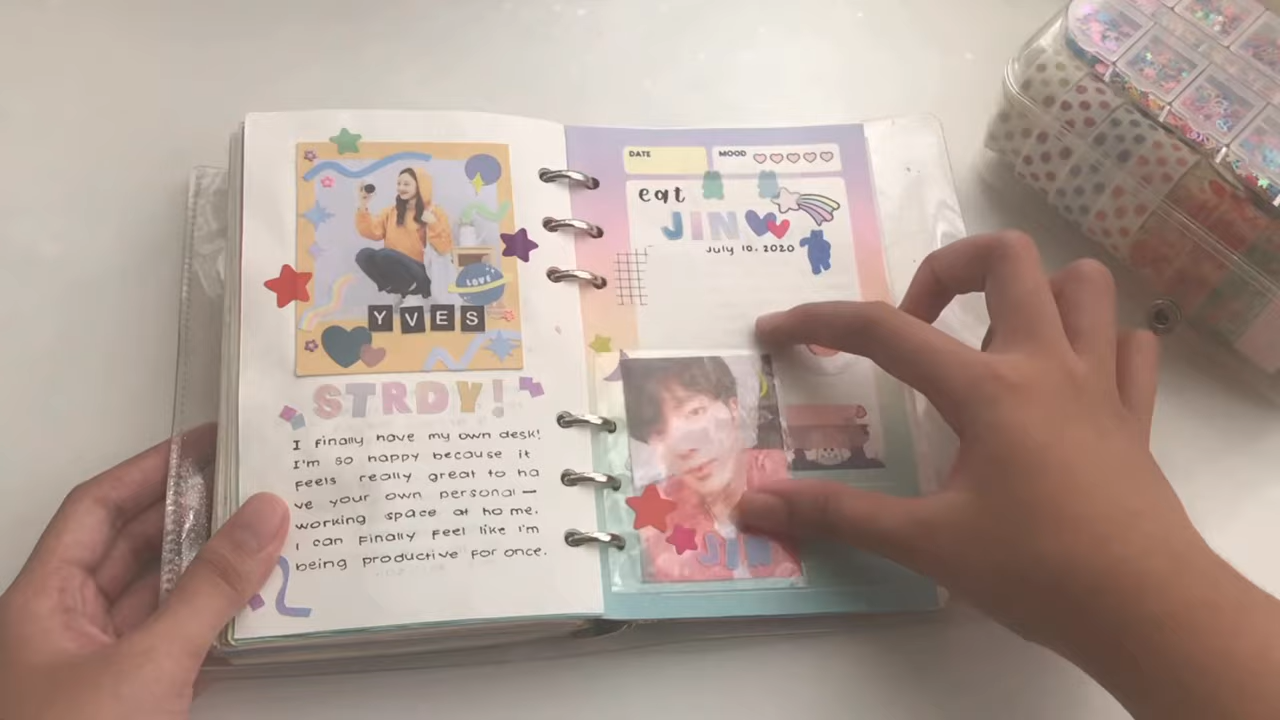 LOVE
YVES
STRDY!
I finally have my own desk!
I'm so happy because it
feels really great to ha
ve your own personal—
working space at home.
I can finally feel like I'm
being productive for once.
DATE
MOOD
eat
JIN
July 10. 2020
JIN